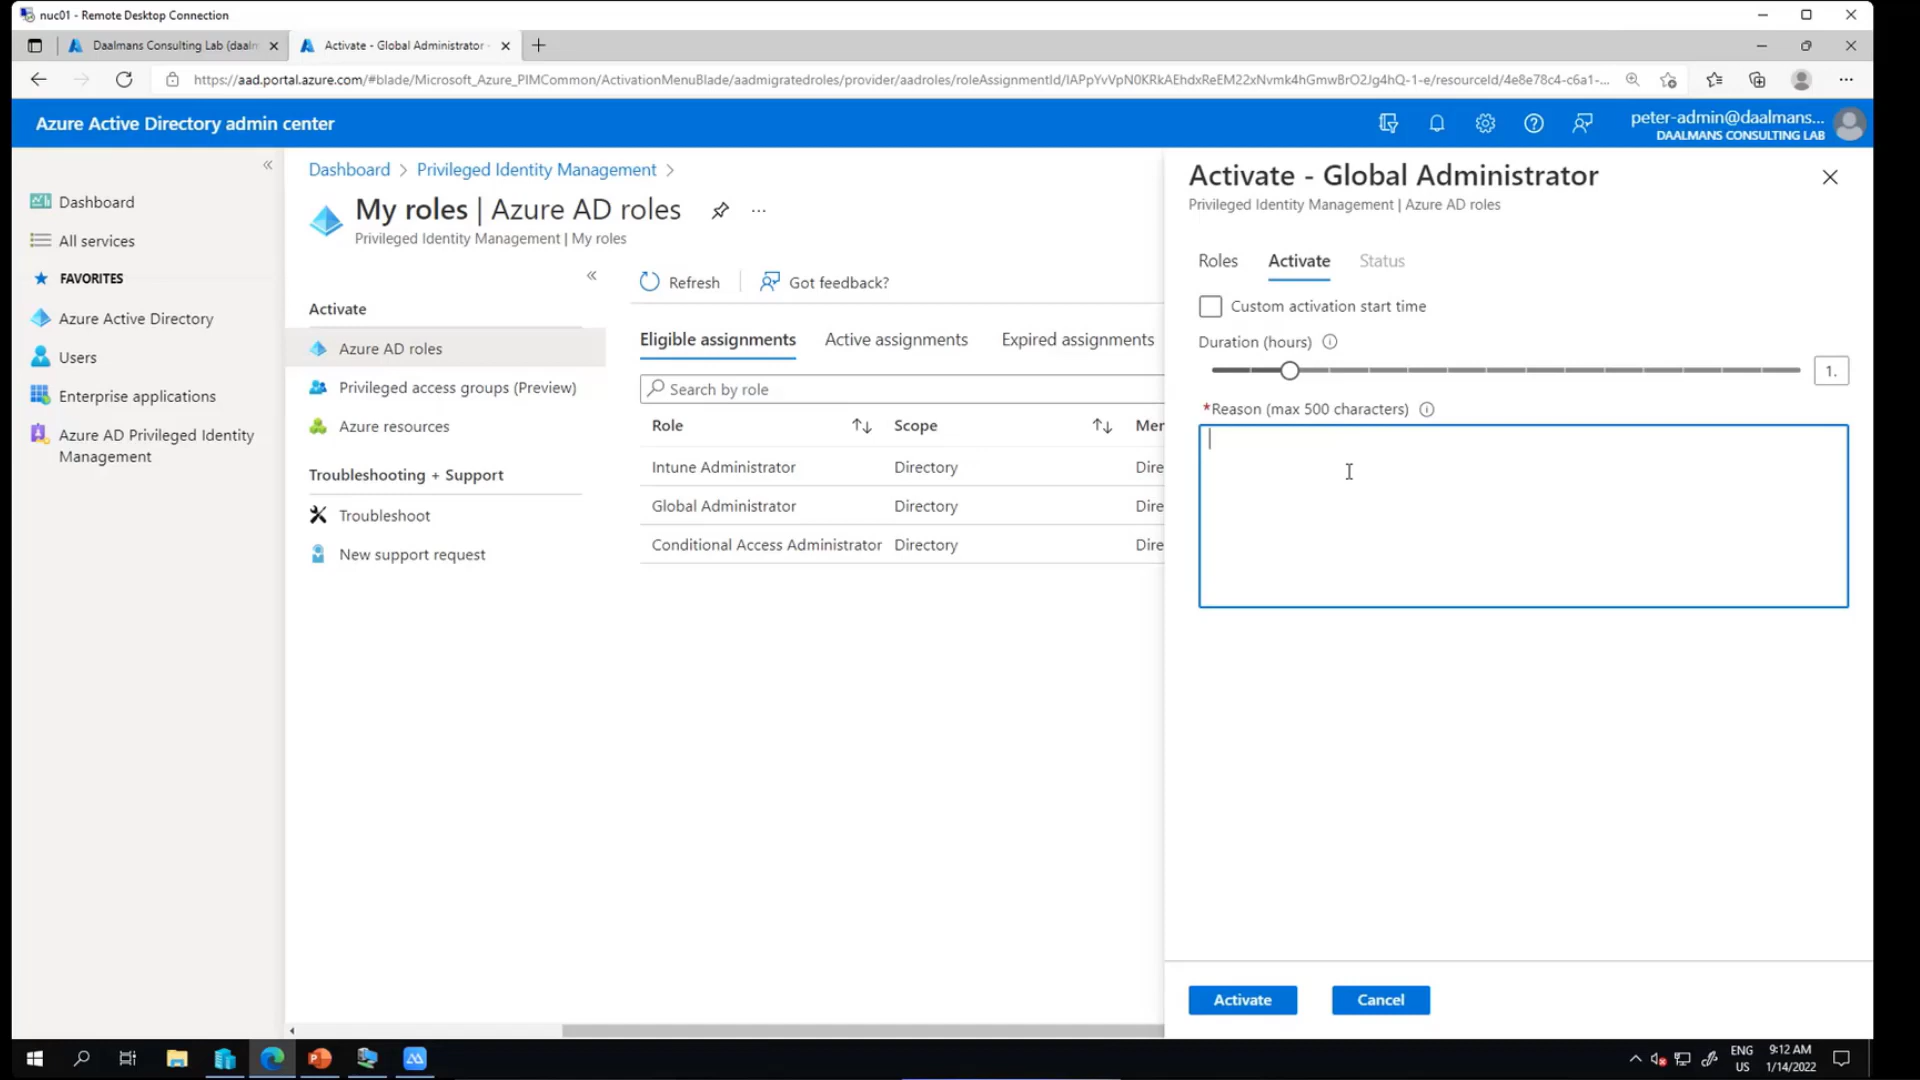 nuc01 - Remote Desktop Connection
Daalmans Consulting Lab (daalm
Activate - Global Administrator
https://aad.portal.azure.com/#blade/Microsoft_Azure_PIMCommon/ActivationMenuBlade/aadmigratedroles/provider/aadroles/roleAssignmentId/IAPpYvVpN0KRkAEhdxReEM22xNvmk4hGmwBrO2Jg4hQ-1-e/resourceId/4e8e78c4-c6a1-...
Azure Active Directory admin center
peter-admin@daalmans...
DAALMANS CONSULTING LAB
Dashboard
All services
FAVORITES
Azure Active Directory
Users
Enterprise applications
Azure AD Privileged Identity
Management
Dashboard > Privileged Identity Management >
My roles | Azure AD roles
Privileged Identity Management | My roles
Activate
Azure AD roles
Privileged access groups (Preview)
Azure resources
Troubleshooting + Support
Troubleshoot
New support request
Refresh
Got feedback?
Eligible assignments
Active assignments
Expired assignments
Search by role
Role Scope Mer
Intune Administrator Directory Dire
Global Administrator Directory Dire
Conditional Access Administrator Directory Dire
Activate - Global Administrator
Privileged Identity Management | Azure AD roles
Roles
Activate
Status
Custom activation start time
Duration (hours)
1.
*Reason (max 500 characters)
Activate
Cancel
ENG
US
9:12 AM
1/14/2022